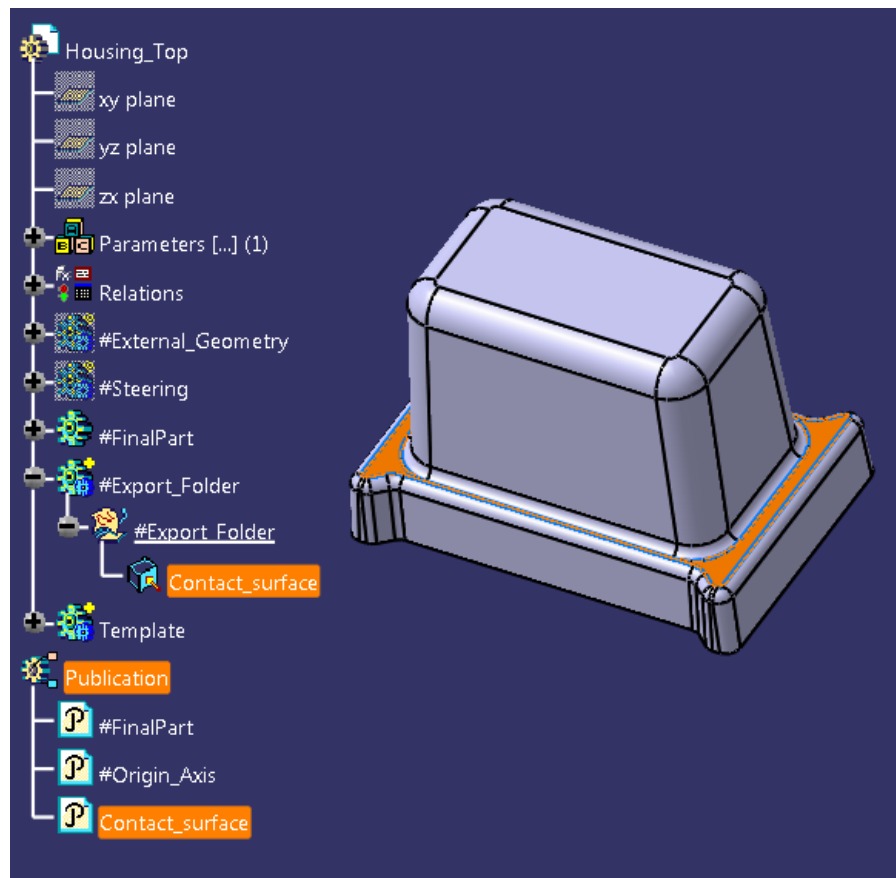 Housing_Top
xy plane
yz plane
zx plane
Parameters [...] (1)
Relations
#External_Geometry
#Steering
#FinalPart
#Export_Folder
#Export_Folder
Contact_surface
Template
Publication
#FinalPart
#Origin_Axis
Contact_surface